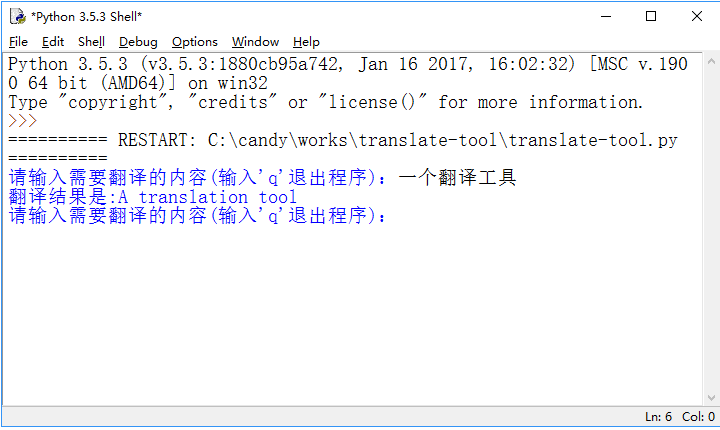 *Python 3.5.3 Shell*
File Edit Shell Debug Options Window Help
Python 3.5.3 (v3.5.3:1880cb95a742, Jan 16 2017, 16:02:32) [MSC v.190
0 64 bit (AMD64)] on win32
Type "copyright", "credits" or "license()" for more information.
>>>
========== RESTART: C:\candy\works\translate-tool\translate-tool.py
==========
请输入需要翻译的内容(输入'q'退出程序): 一个翻译工具
翻译结果是:A translation tool
请输入需要翻译的内容(输入'q'退出程序):
Ln: 6 Col: 0